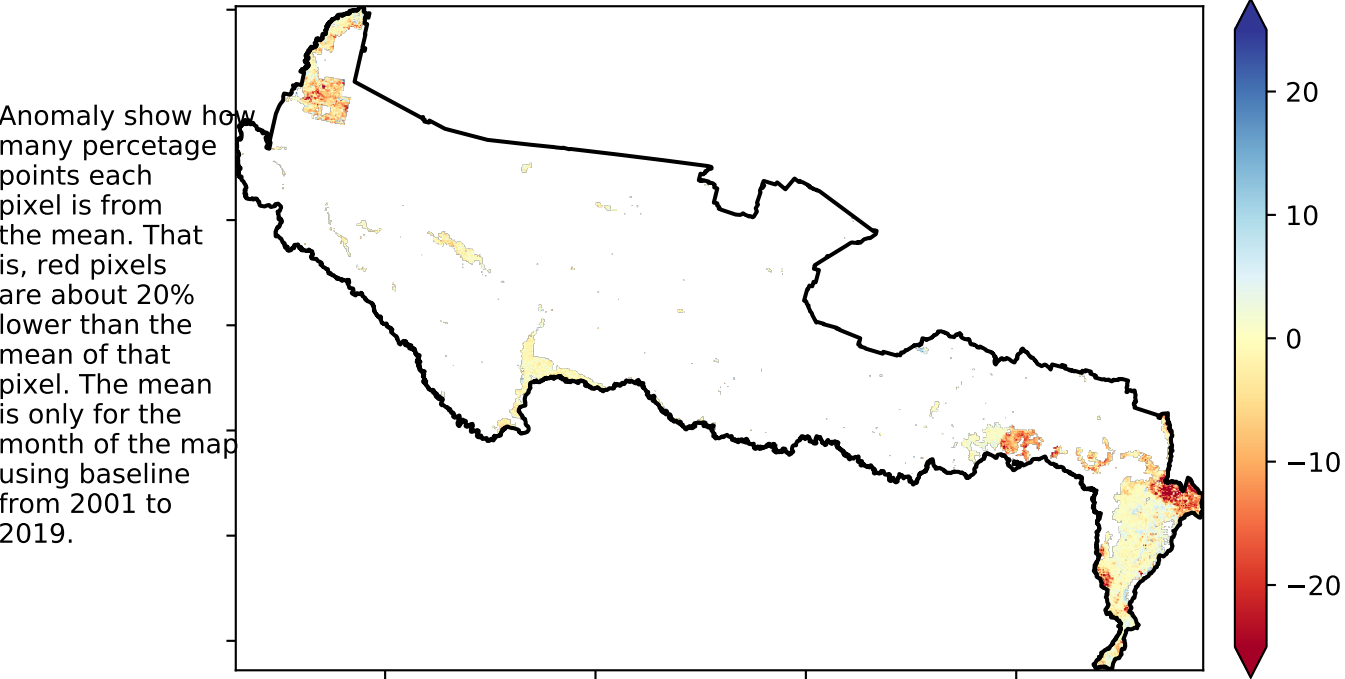 Anomaly show how
many percetage
points each
pixel is from
the mean. That
is, red pixels
are about 20%
lower than the
mean of that
pixel. The mean
is only for the
month of the map
using baseline
from 2001 to
2019.
20
10
0
−10
−20